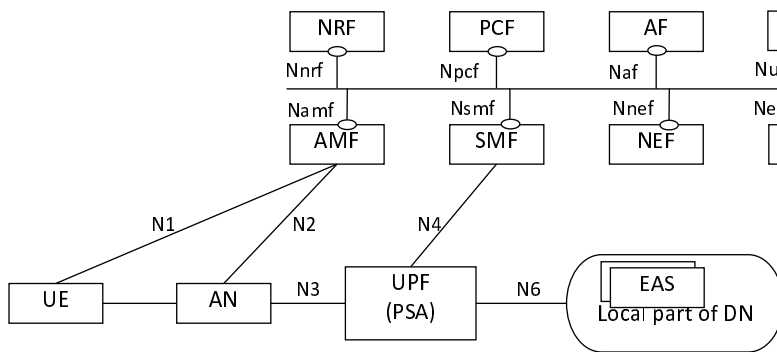 NRF PCF AF
Nnrf Npcf Naf Nu
Namf Nsmf Nnef Ne
AMF SMF NEF
N1 N2 N4
UE AN N3 UPF N6 EAS
(PSA) Local part of DN